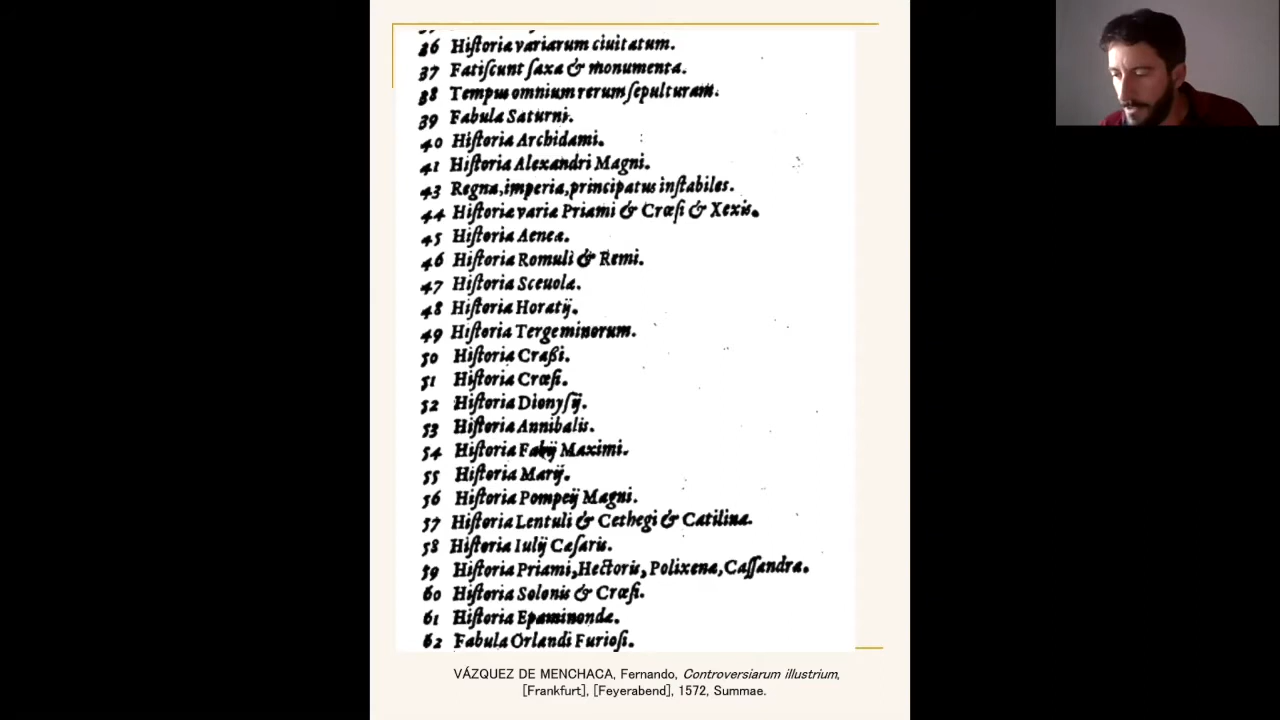 36 Hiſtoria variarum ciuitatum.
37 Fatiſcunt ſaxa & monumenta.
38 Tempus omnium rerum ſepulturam.
39 Fabula Saturni.
40 Hiſtoria Archidami.
41 Hiſtoria Alexandri Magni.
43 Regna, imperia, principatus inſtabiles.
44 Hiſtoria varia Priami & Crœſi & Xexis.
45 Hiſtoria Aeneæ.
46 Hiſtoria Romuli & Remi.
47 Hiſtoria Sceuolæ.
48 Hiſtoria Horatij.
49 Hiſtoria Tergeminorum.
50 Hiſtoria Craßi.
51 Hiſtoria Crœſi.
52 Hiſtoria Dionyſij.
53 Hiſtoria Annibalis.
54 Hiſtoria Fabij Maximi.
55 Hiſtoria Marij.
56 Hiſtoria Pompeij Magni.
57 Hiſtoria Lentuli & Cethegi & Catilinæ.
58 Hiſtoria Iulij Cæſaris.
59 Hiſtoria Priami, Hectoris, Polixenæ, Caſſandræ.
60 Hiſtoria Solonis & Crœſi.
61 Hiſtoria Epaminondæ.
62 Fabula Orlandi Furioſi.
VÁZQUEZ DE MENCHACA, Fernando, Controversiarum illustrium,
[Frankfurt], [Feyerabend], 1572, Summae.